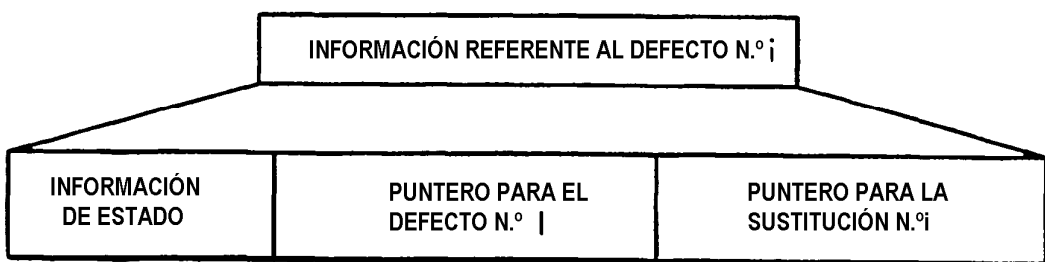 INFORMACIÓN REFERENTE AL DEFECTO N.º i
INFORMACIÓN
DE ESTADO
PUNTERO PARA EL
DEFECTO N.º I
PUNTERO PARA LA
SUSTITUCIÓN N.ºi